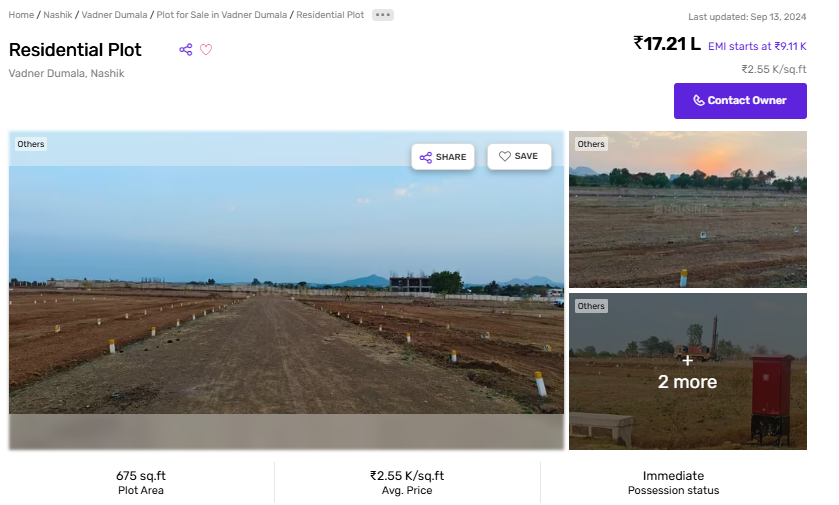 Home / Nashik / Vadner Dumala / Plot for Sale in Vadner Dumala / Residential Plot
Last updated: Sep 13, 2024
Residential Plot
₹17.21 L EMI starts at ₹9.11 K
Vadner Dumala, Nashik
₹2.55 K/sq.ft
Contact Owner
Others
SHARE
SAVE
Others
Others
+
2 more
675 sq.ft
Plot Area
₹2.55 K/sq.ft
Avg. Price
Immediate
Possession status